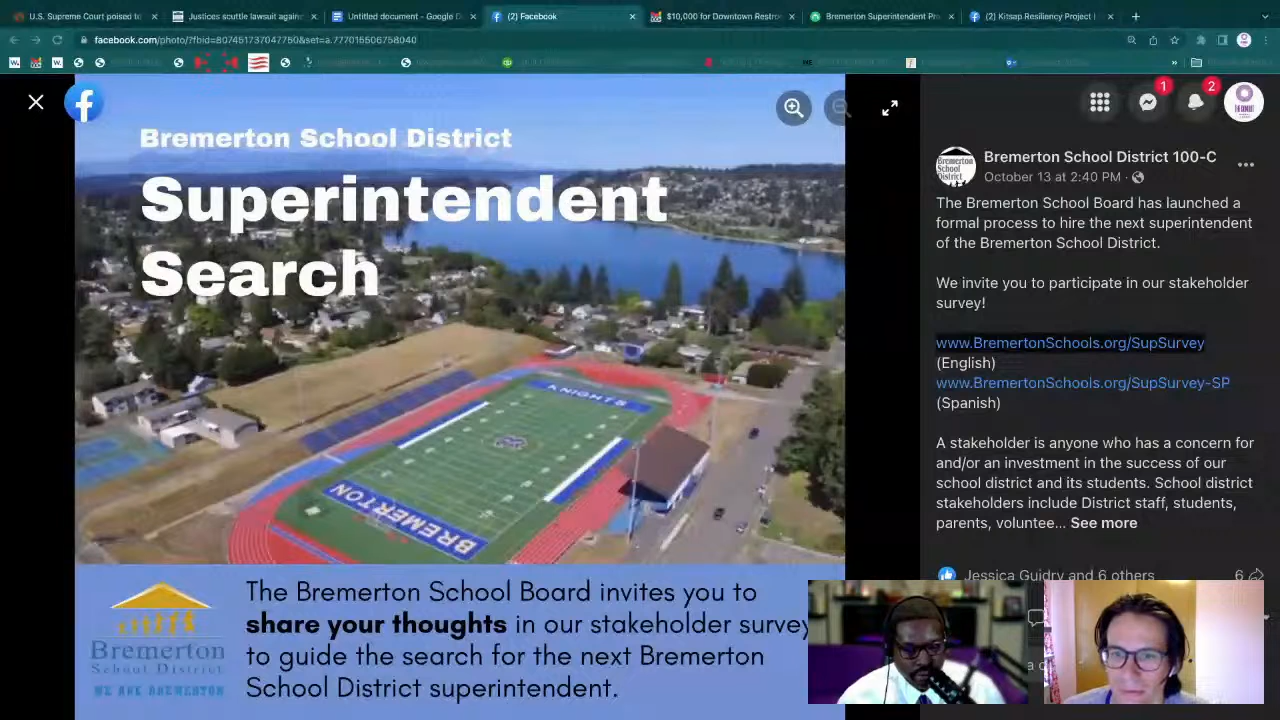 U.S. Supreme Court poised to
Justices scuttle lawsuit again
Untitled document - Google D
(2) Facebook
$10,000 for Downtown Restro
Bremerton Superintendent Pr
(2) Kitsap Resiliency Project |
facebook.com/photo/?fbid=807451737047750&set=a.777015506758040
1
2
Bremerton School District
Superintendent
Search
KNIGHTS
BREMERTON
Bremerton School District 100-C
October 13 at 2:40 PM ·
The Bremerton School Board has launched a
formal process to hire the next superintendent
of the Bremerton School District.
We invite you to participate in our stakeholder
survey!
www.BremertonSchools.org/SupSurvey
(English)
www.BremertonSchools.org/SupSurvey-SP
(Spanish)
A stakeholder is anyone who has a concern for
and/or an investment in the success of our
school district and its students. School district
stakeholders include District staff, students,
parents, voluntee... See more
Jessica Guidry and 6 others
6
Bremerton
School District
WE ARE BREMERTON
The Bremerton School Board invites you to
share your thoughts in our stakeholder survey
to guide the search for the next Bremerton
School District superintendent.